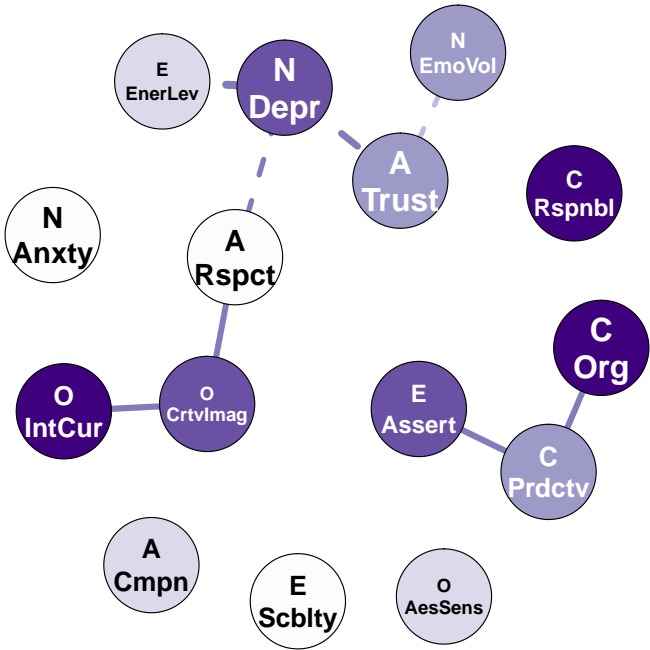 N
EmoVol
E
EnerLev
N
Depr
A
Trust
C
Rspnbl
N
Anxty
A
Rspct
C
Org
O
IntCur
O
CrtvImag
E
Assert
C
Prdctv
A
Cmpn
E
Scblty
O
AesSens